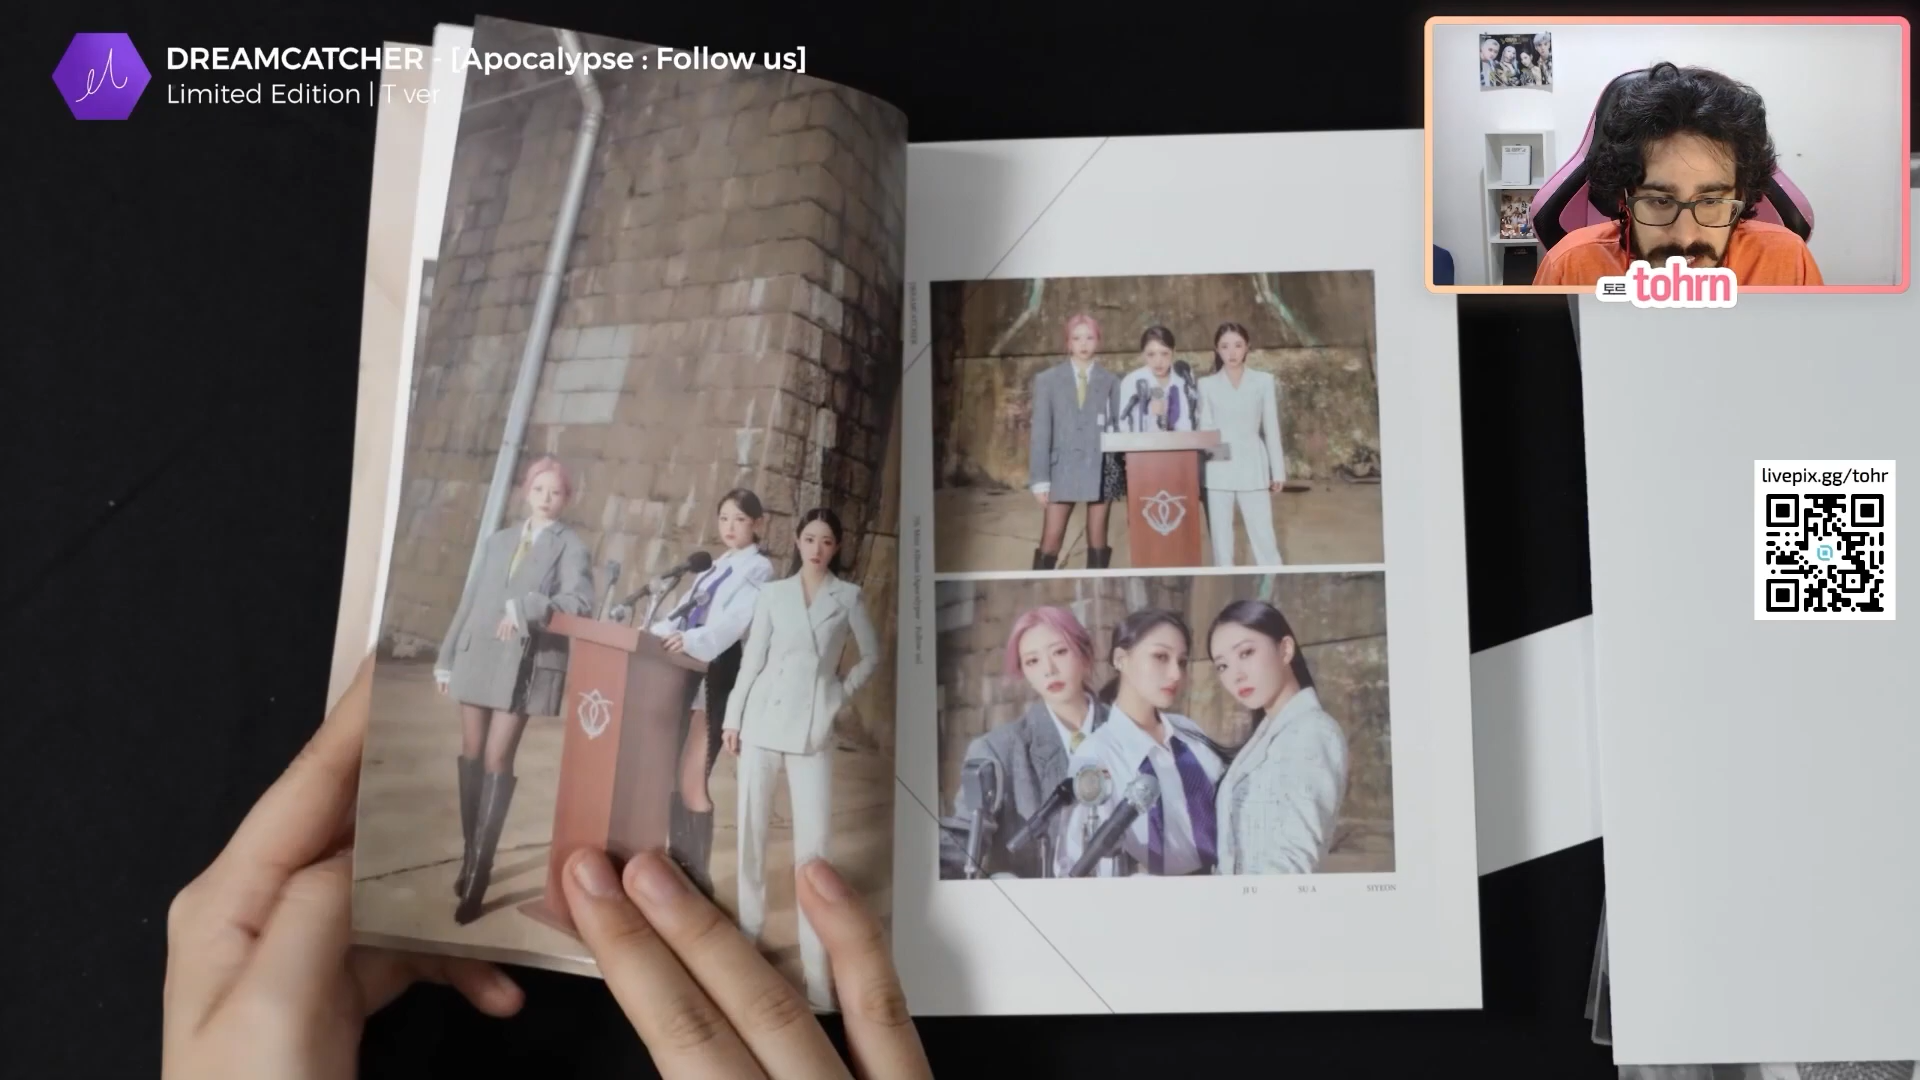 DREAMCATCHER - [Apocalypse : Follow us]
Limited Edition | T ver
토르 tohrn
livepix.gg/tohr
JI U SU A SIYEON